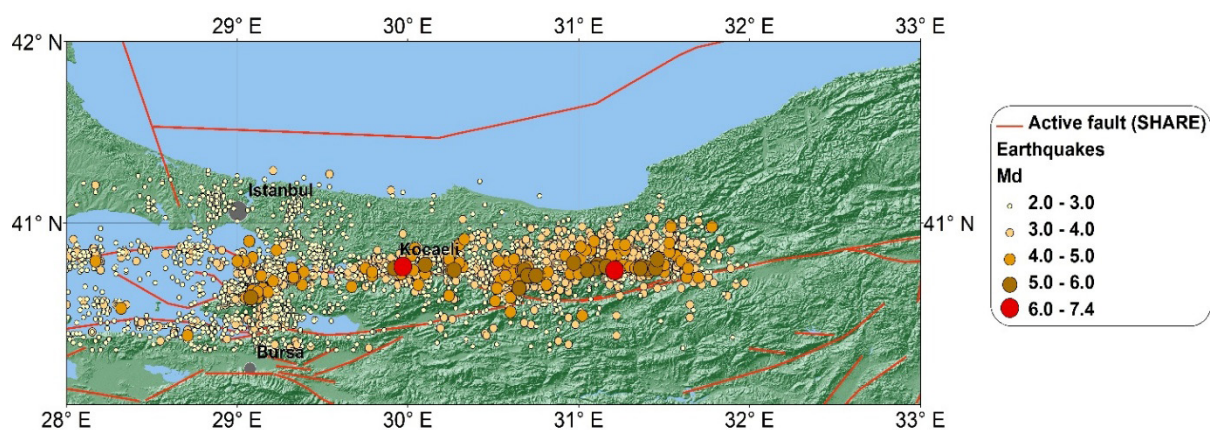 29° E 30° E 31° E 32° E 33° E
42° N
Istanbul
41° N 41° N
Kocaeli
Bursa
28 29° E 30° E 31° E 32° E 33° E
Active fault (SHARE)
Earthquakes
Md
2.0 - 3.0
3.0 - 4.0
4.0 - 5.0
5.0 - 6.0
6.0 - 7.4